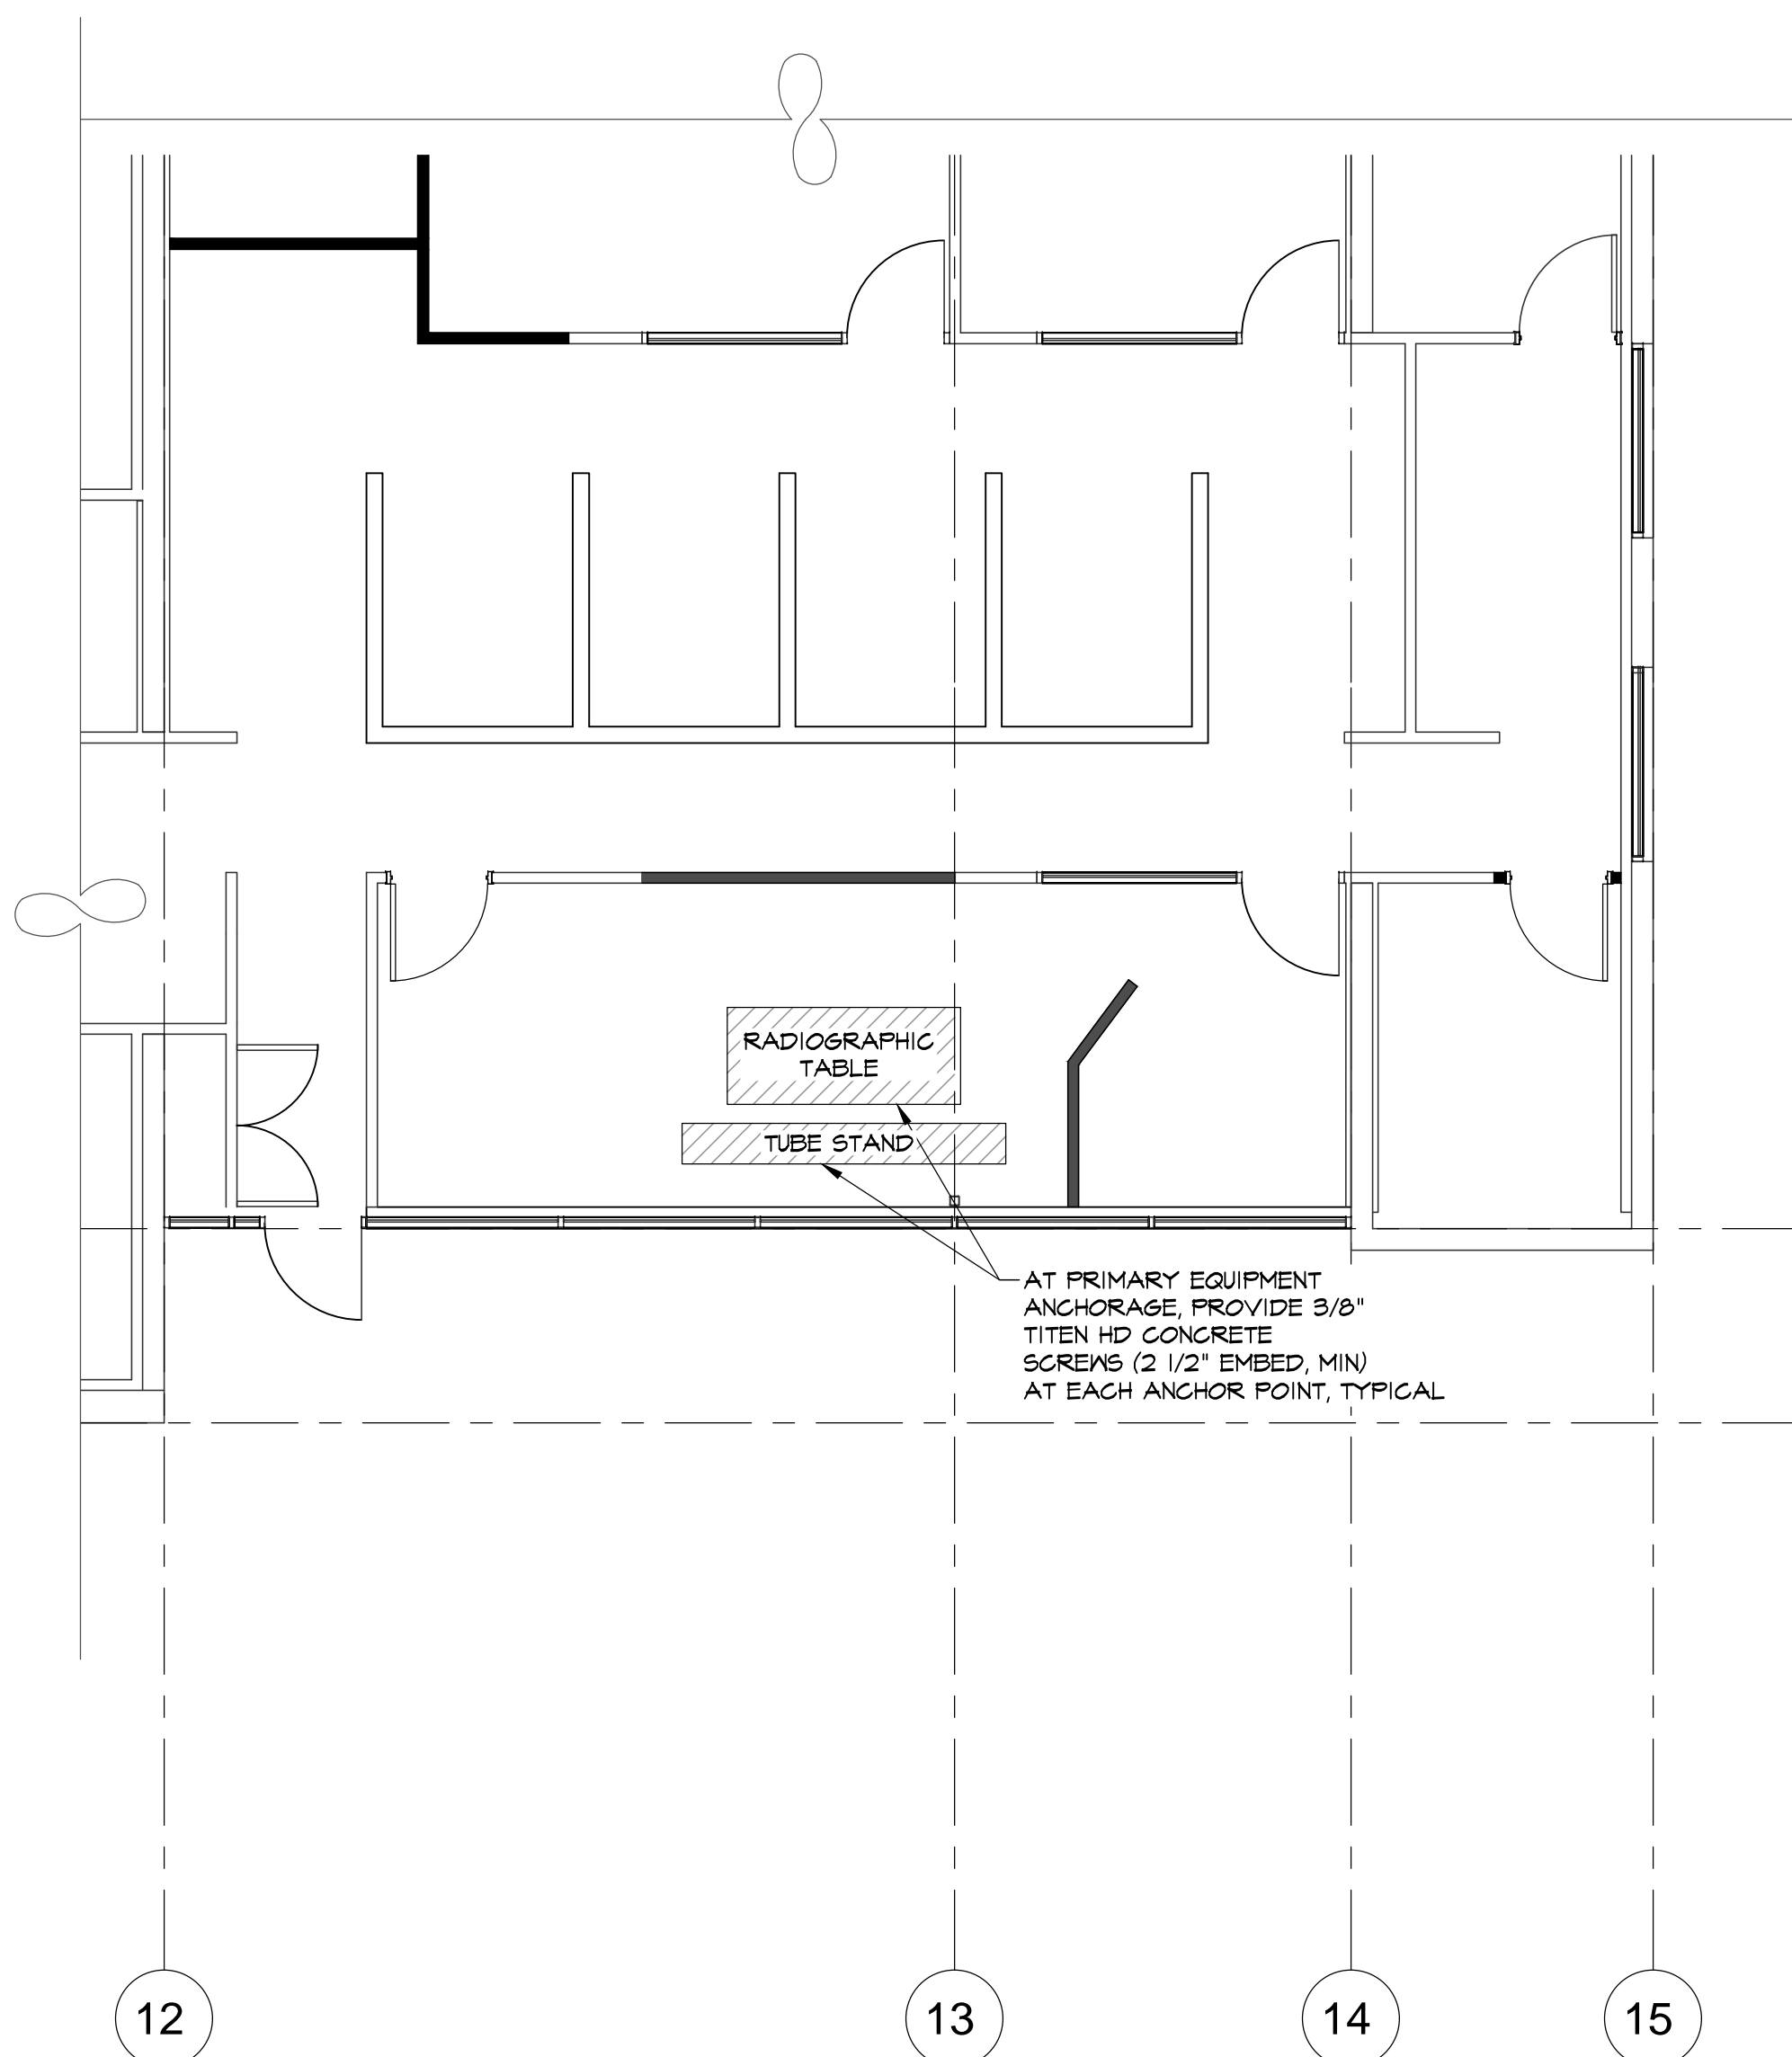 RADIOGRAPHIC
TABLE
TUBE STAND
AT PRIMARY EQUIPMENT
ANCHORAGE, PROVIDE 3/8"
TITEN HD CONCRETE
SCREWS (2 1/2" EMBED, MIN)
AT EACH ANCHOR POINT, TYPICAL
12
13
14
15